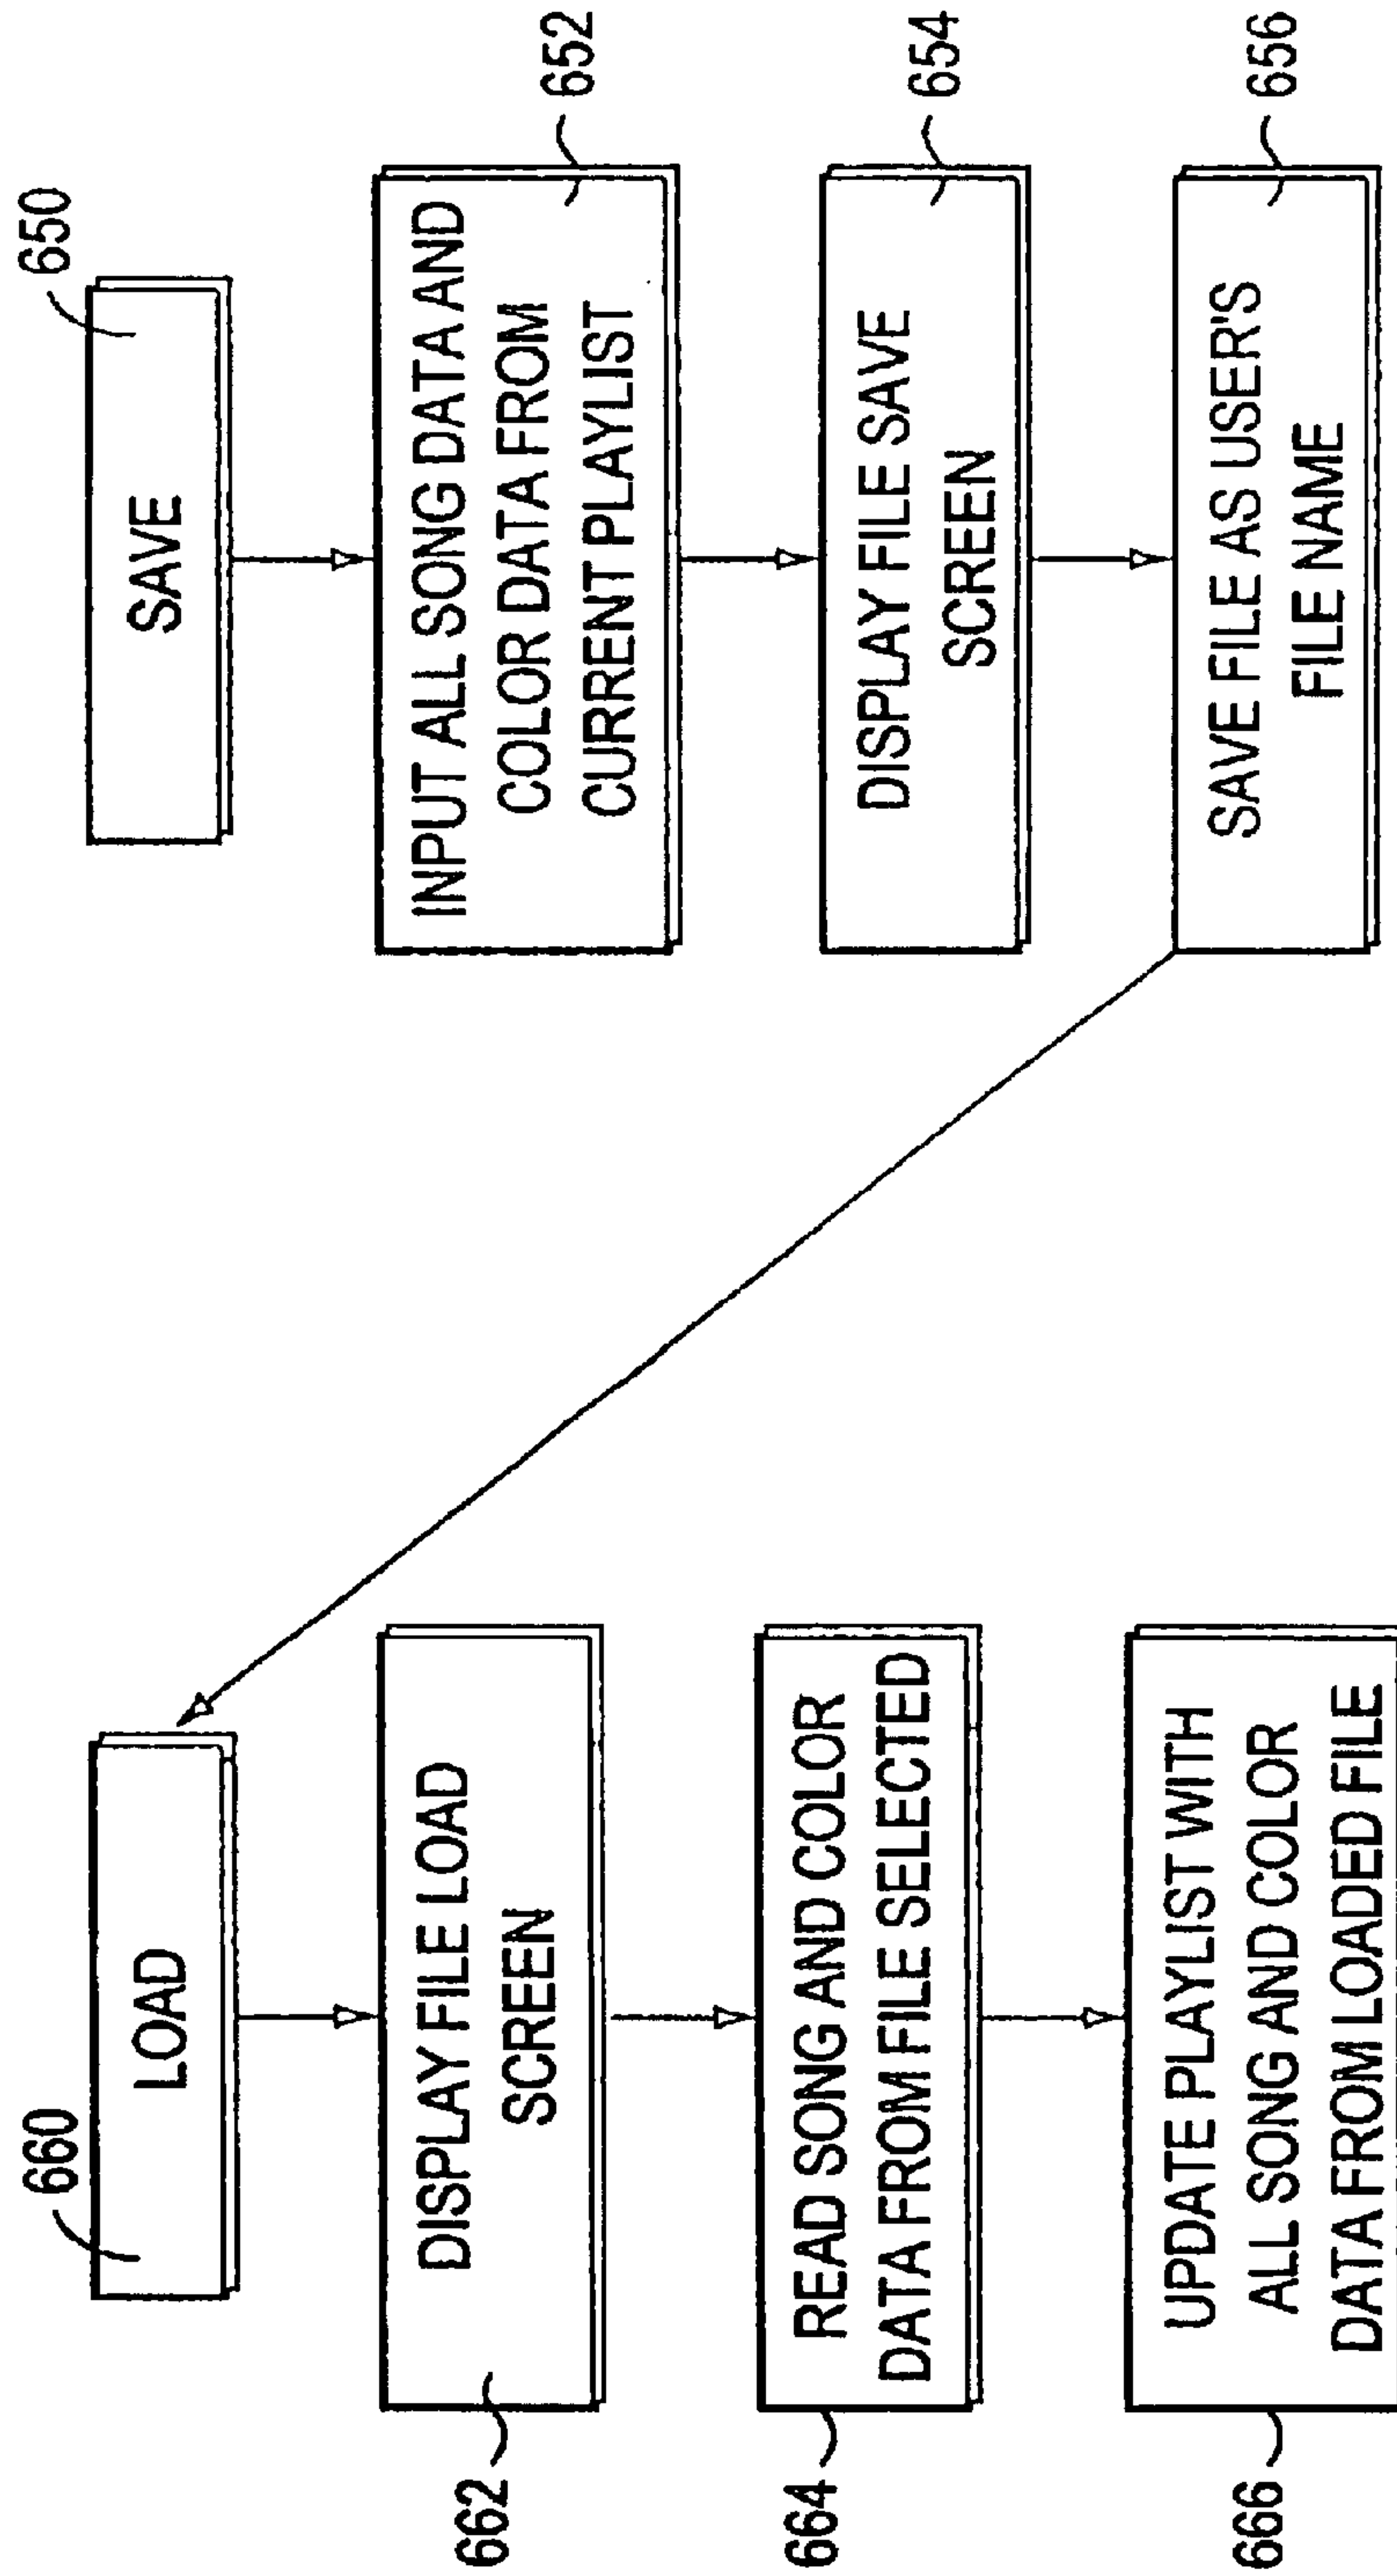 660
LOAD
662
DISPLAY FILE LOAD
SCREEN
664
READ SONG AND COLOR
DATA FROM FILE SELECTED
666
UPDATE PLAYLIST WITH
ALL SONG AND COLOR
DATA FROM LOADED FILE
650
SAVE
652
INPUT ALL SONG DATA AND
COLOR DATA FROM
CURRENT PLAYLIST
654
DISPLAY FILE SAVE
SCREEN
656
SAVE FILE AS USER'S
FILE NAME